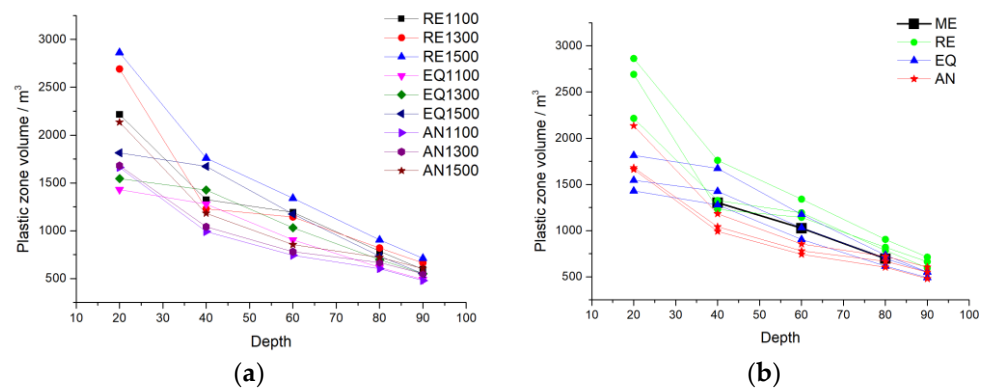 RE1100
RE1300
RE1500
EQ1100
EQ1300
EQ1500
AN1100
AN1300
AN1500
Plastic zone volume / m³
3000
2500
2000
1500
1000
500
10 20 30 40 50 60 70 80 90 100
Depth
(a)
ME
RE
EQ
AN
Plastic zone volume / m³
3000
2500
2000
1500
1000
500
10 20 30 40 50 60 70 80 90 100
Depth
(b)